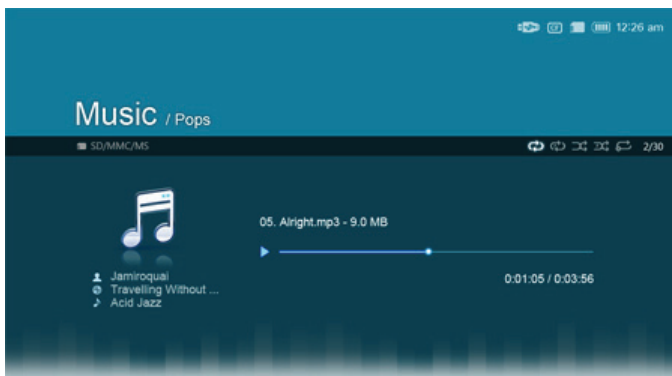 CF 12:26 am
Music / Pops
SD/MMC/MS 2/30
05. Alright.mp3 - 9.0 MB
0:01:05 / 0:03:56
Jamiroquai
Travelling Without ...
Acid Jazz